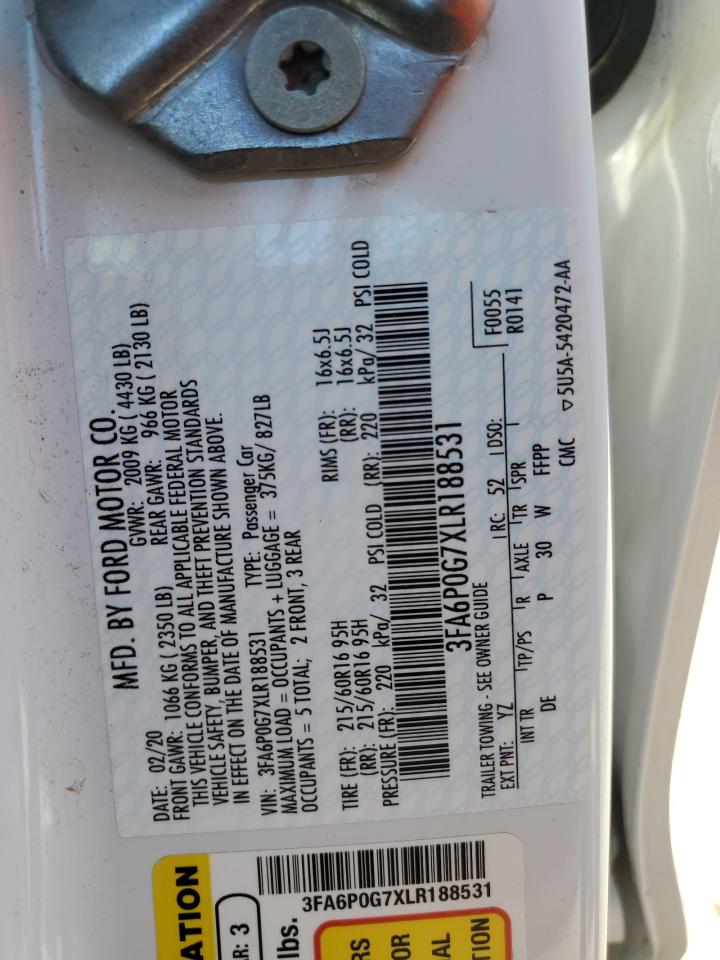 MFD. BY FORD MOTOR CO.
DATE: 02/20 GVWR: 2009 KG ( 4430 LB)
FRONT GAWR: 1066 KG ( 2350 LB) REAR GAWR: 966 KG ( 2130 LB)
THIS VEHICLE CONFORMS TO ALL APPLICABLE FEDERAL MOTOR
VEHICLE SAFETY, BUMPER, AND THEFT PREVENTION STANDARDS
IN EFFECT ON THE DATE OF MANUFACTURE SHOWN ABOVE.
VIN: 3FA6P0G7XLR188531 TYPE: Passenger Car
MAXIMUM LOAD = OCCUPANTS + LUGGAGE = 375KG/ 827LB
OCCUPANTS = 5 TOTAL; 2 FRONT, 3 REAR
TIRE (FR): 215/60R16 95H RIMS (FR): 16x6.5J
(RR): 215/60R16 95H (RR): 16x6.5J
PRESSURE (FR): 220 kPa/ 32 PSI COLD (RR): 220 kPa/ 32 PSI COLD
3FA6P0G7XLR188531
TRAILER TOWING - SEE OWNER GUIDE
F0055
R0141
EXT PNT: YZ RC: 52 DSO:
INT TR TP/PS R AXLE TR SPR
DE P 30 W FFPP
CMC ▽5U5A-5420472-AA
3FA6P0G7XLR188531
AR: 3
lbs.